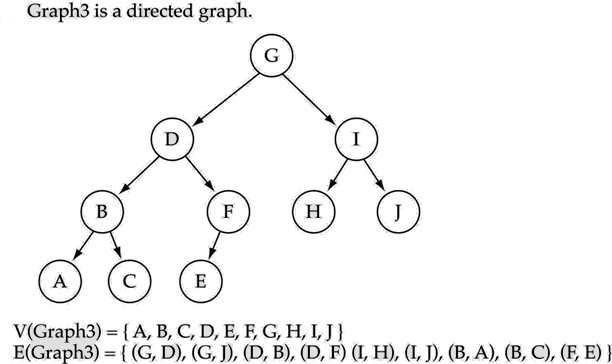 Graph3 is a directed graph.
G
D I
B F H J
A C E
V(Graph3) = { A, B, C, D, E, F, G, H, I, J }
E(Graph3) = { (G, D), (G, J), (D, B), (D, F) (I, H), (I, J), (B, A), (B, C), (F, E) }